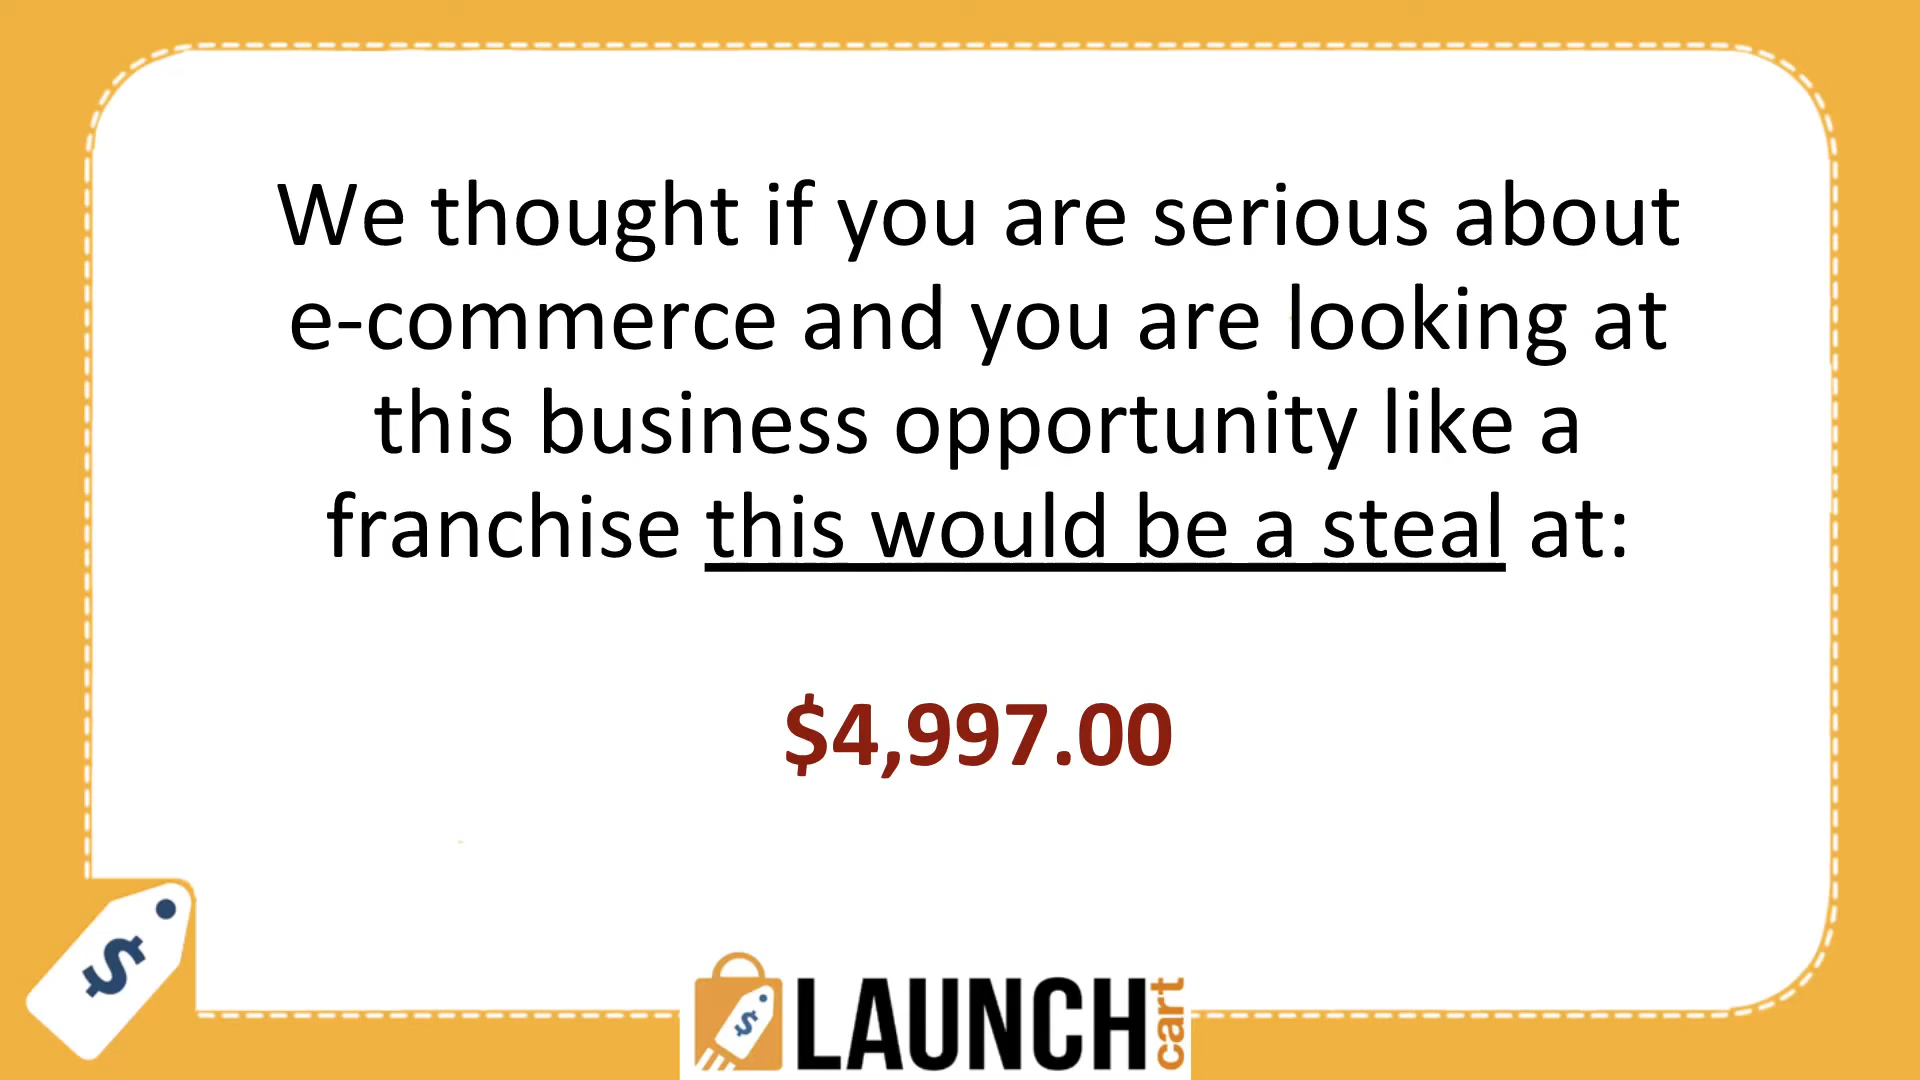 We thought if you are serious about
e-commerce and you are looking at
this business opportunity like a
franchise this would be a steal at:
$4,997.00
$
$
LAUNCH
cart